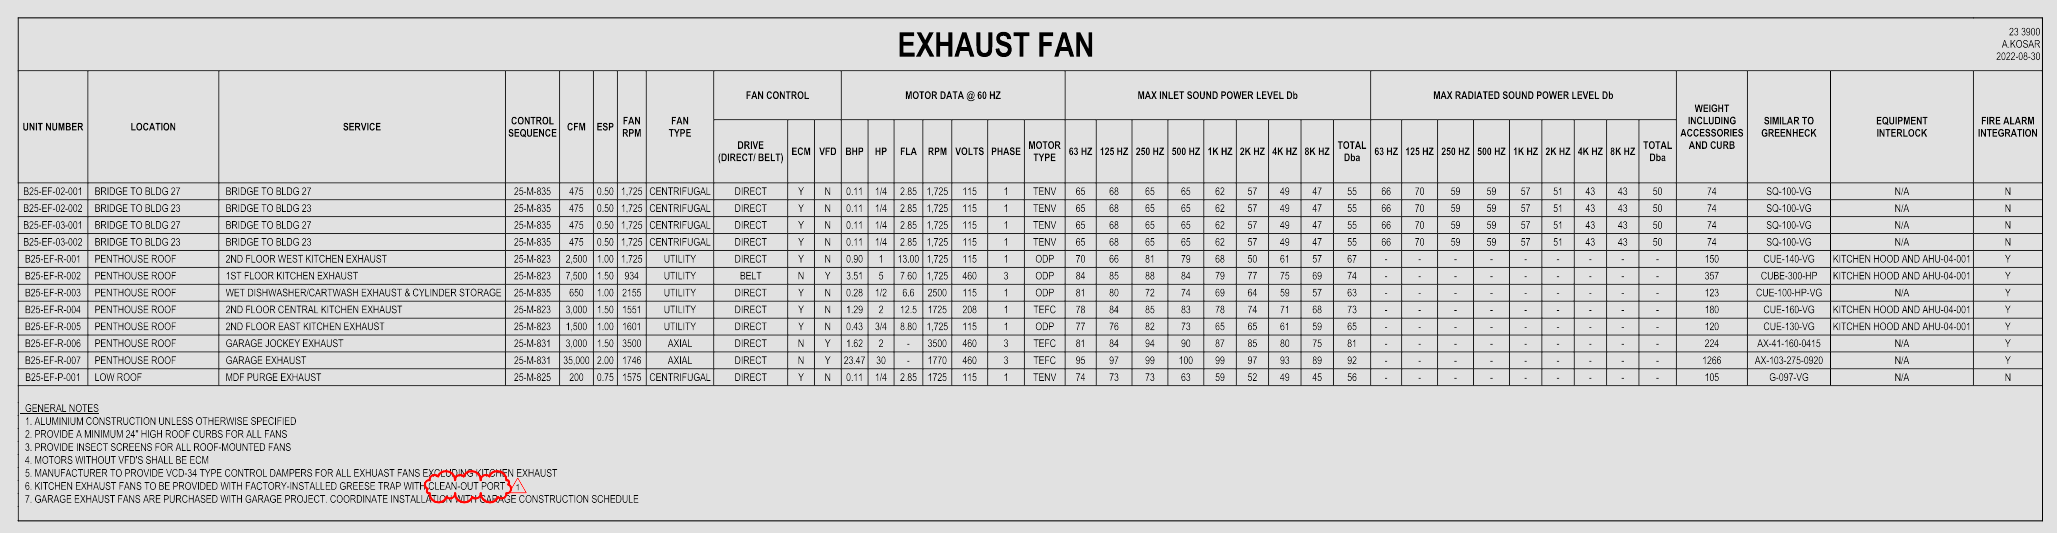 EXHAUST FAN
23 3900
A.KOSAR
2022-08-30
UNIT NUMBER LOCATION SERVICE CONTROL SEQUENCE CFM ESP FAN RPM FAN TYPE FAN CONTROL MOTOR DATA @ 60 HZ MAX INLET SOUND POWER LEVEL Db MAX RADIATED SOUND POWER LEVEL Db WEIGHT INCLUDING ACCESSORIES AND CURB SIMILAR TO GREENHECK EQUIPMENT INTERLOCK FIRE ALARM INTEGRATION
DRIVE (DIRECT/ BELT) ECM VFD BHP HP FLA RPM VOLTS PHASE MOTOR TYPE 63 HZ 125 HZ 250 HZ 500 HZ 1K HZ 2K HZ 4K HZ 8K HZ TOTAL Dba 63 HZ 125 HZ 250 HZ 500 HZ 1K HZ 2K HZ 4K HZ 8K HZ TOTAL Dba
B25-EF-02-001 BRIDGE TO BLDG 27 BRIDGE TO BLDG 27 25-M-835 475 0.50 1,725 CENTRIFUGAL DIRECT Y N 0.11 1/4 2.85 1,725 115 1 TENV 65 68 65 65 62 57 49 47 55 66 70 59 59 57 51 43 43 50 74 SQ-100-VG N/A N
B25-EF-02-002 BRIDGE TO BLDG 23 BRIDGE TO BLDG 23 25-M-835 475 0.50 1,725 CENTRIFUGAL DIRECT Y N 0.11 1/4 2.85 1,725 115 1 TENV 65 68 65 65 62 57 49 47 55 66 70 59 59 57 51 43 43 50 74 SQ-100-VG N/A N
B25-EF-03-001 BRIDGE TO BLDG 27 BRIDGE TO BLDG 27 25-M-835 475 0.50 1,725 CENTRIFUGAL DIRECT Y N 0.11 1/4 2.85 1,725 115 1 TENV 65 68 65 65 62 57 49 47 55 66 70 59 59 57 51 43 43 50 74 SQ-100-VG N/A N
B25-EF-03-002 BRIDGE TO BLDG 23 BRIDGE TO BLDG 23 25-M-835 475 0.50 1,725 CENTRIFUGAL DIRECT Y N 0.11 1/4 2.85 1,725 115 1 TENV 65 68 65 65 62 57 49 47 55 66 70 59 59 57 51 43 43 50 74 SQ-100-VG N/A N
B25-EF-R-001 PENTHOUSE ROOF 2ND FLOOR WEST KITCHEN EXHAUST 25-M-823 2,500 1.00 1,725 UTILITY DIRECT Y N 0.90 1 13.00 1,725 115 1 ODP 70 66 81 79 68 50 61 57 67 - - - - - - - - - 150 CUE-140-VG KITCHEN HOOD AND AHU-04-001 Y
B25-EF-R-002 PENTHOUSE ROOF 1ST FLOOR KITCHEN EXHAUST 25-M-823 7,500 1.50 934 UTILITY BELT N Y 3.51 5 7.60 1,725 460 3 ODP 84 85 88 84 79 77 75 69 74 - - - - - - - - - 357 CUBE-300-HP KITCHEN HOOD AND AHU-04-001 Y
B25-EF-R-003 PENTHOUSE ROOF WET DISHWASHER/CARTWASH EXHAUST & CYLINDER STORAGE 25-M-835 650 1.00 2155 UTILITY DIRECT Y N 0.28 1/2 6.6 2500 115 1 ODP 81 80 72 74 69 64 59 57 63 - - - - - - - - - 123 CUE-100-HP-VG N/A Y
B25-EF-R-004 PENTHOUSE ROOF 2ND FLOOR CENTRAL KITCHEN EXHAUST 25-M-823 3,000 1.50 1551 UTILITY DIRECT Y N 1.29 2 12.5 1725 208 1 TEFC 78 84 85 83 78 74 71 68 73 - - - - - - - - - 180 CUE-160-VG KITCHEN HOOD AND AHU-04-001 Y
B25-EF-R-005 PENTHOUSE ROOF 2ND FLOOR EAST KITCHEN EXHAUST 25-M-823 1,500 1.00 1601 UTILITY DIRECT Y N 0.43 3/4 8.80 1,725 115 1 ODP 77 76 82 73 65 65 61 59 65 - - - - - - - - - 120 CUE-130-VG KITCHEN HOOD AND AHU-04-001 Y
B25-EF-R-006 PENTHOUSE ROOF GARAGE JOCKEY EXHAUST 25-M-831 3,000 1.50 3500 AXIAL DIRECT N Y 1.62 2 - 3500 460 3 TEFC 81 84 94 90 87 85 80 75 81 - - - - - - - - - 224 AX-41-160-0415 N/A Y
B25-EF-R-007 PENTHOUSE ROOF GARAGE EXHAUST 25-M-831 35,000 2.00 1746 AXIAL DIRECT N Y 23.47 30 - 1770 460 3 TEFC 95 97 99 100 99 97 93 89 92 - - - - - - - - - 1266 AX-103-275-0920 N/A Y
B25-EF-P-001 LOW ROOF MDF PURGE EXHAUST 25-M-825 200 0.75 1575 CENTRIFUGAL DIRECT Y N 0.11 1/4 2.85 1725 115 1 TENV 74 73 73 63 59 52 49 45 56 - - - - - - - - - 105 G-097-VG N/A N
GENERAL NOTES
1. ALUMINIUM CONSTRUCTION UNLESS OTHERWISE SPECIFIED
2. PROVIDE A MINIMUM 24" HIGH ROOF CURBS FOR ALL FANS
3. PROVIDE INSECT SCREENS FOR ALL ROOF-MOUNTED FANS
4. MOTORS WITHOUT VFD'S SHALL BE ECM
5. MANUFACTURER TO PROVIDE VCD-34 TYPE CONTROL DAMPERS FOR ALL EXHUAST FANS EXCLUDING KITCHEN EXHAUST
6. KITCHEN EXHAUST FANS TO BE PROVIDED WITH FACTORY-INSTALLED GREESE TRAP WITH CLEAN-OUT PORT 1
7. GARAGE EXHAUST FANS ARE PURCHASED WITH GARAGE PROJECT. COORDINATE INSTALLATION WITH GARAGE CONSTRUCTION SCHEDULE